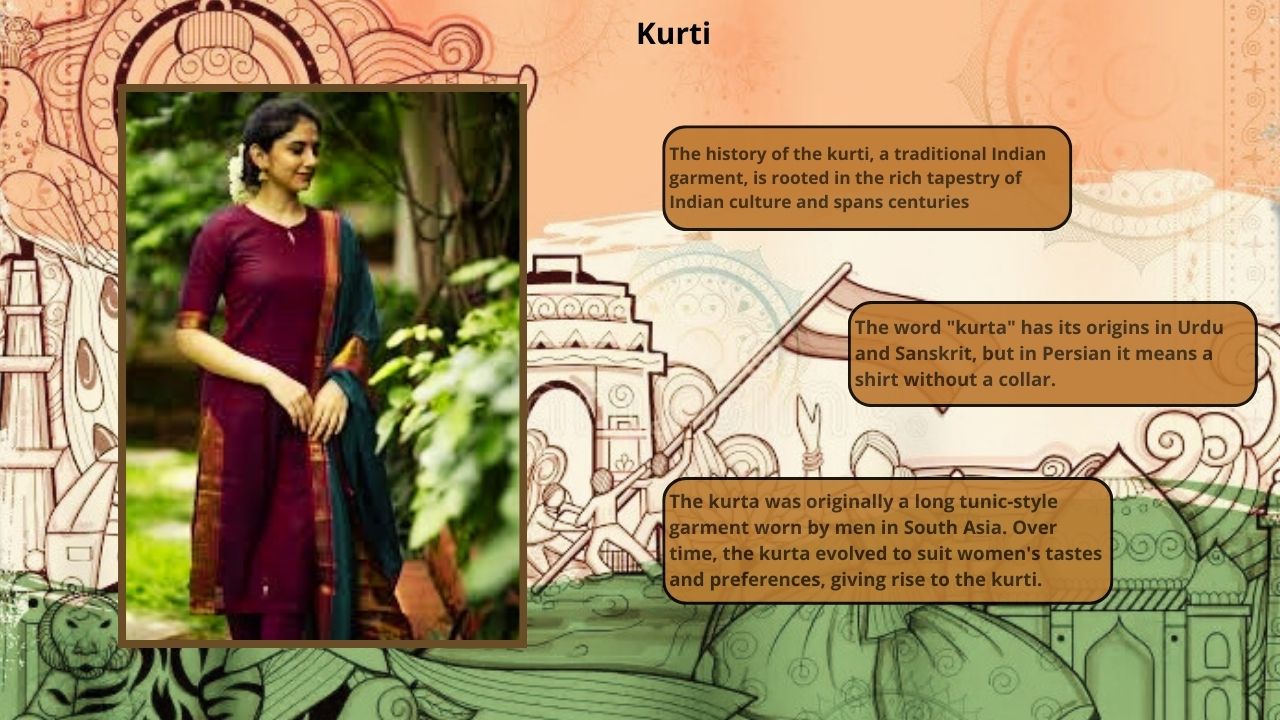 Kurti
The history of the kurti, a traditional Indian
garment, is rooted in the rich tapestry of
Indian culture and spans centuries
The word "kurta" has its origins in Urdu
and Sanskrit, but in Persian it means a
shirt without a collar.
The kurta was originally a long tunic-style
garment worn by men in South Asia. Over
time, the kurta evolved to suit women's tastes
and preferences, giving rise to the kurti.